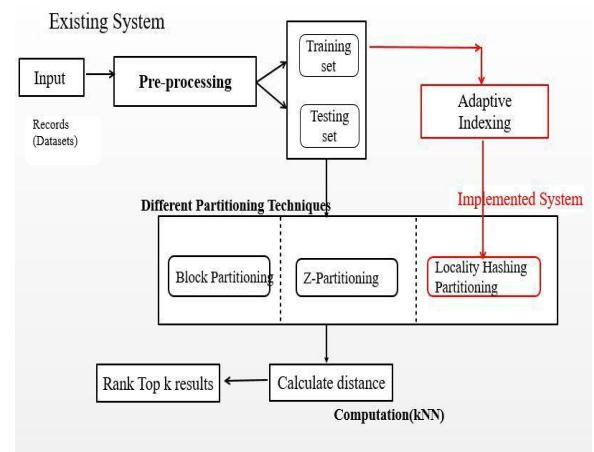 Existing System
Input
Pre-processing
Training
set
Testing
set
Adaptive
Indexing
Records
(Datasets)
Implemented System
Different Partitioning Techniques
Block Partitioning
Z-Partitioning
Locality Hashing
Partitioning
Rank Top k results
Calculate distance
Computation(kNN)